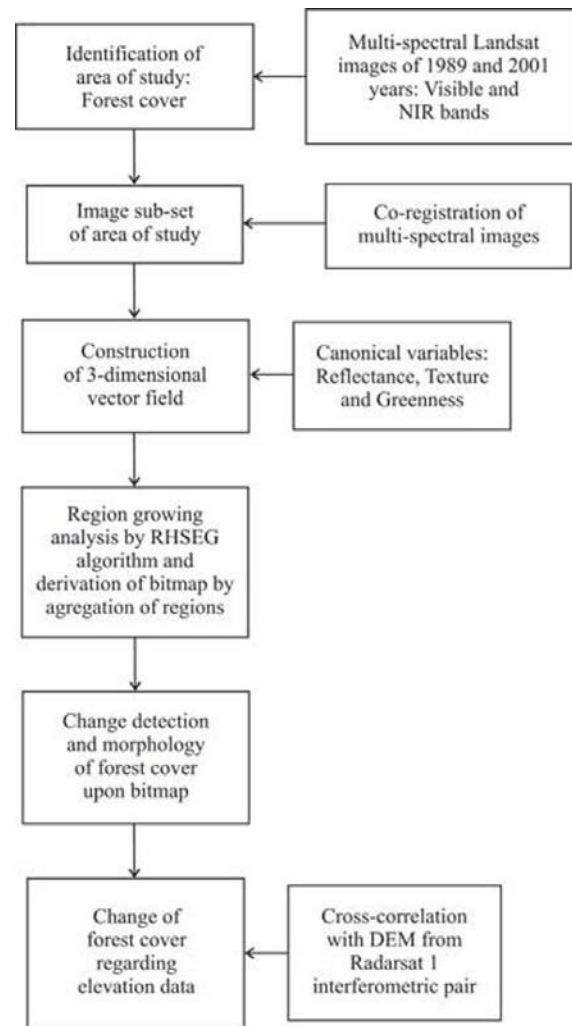 Identification of
area of study:
Forest cover
Multi-spectral Landsat
images of 1989 and 2001
years: Visible and
NIR bands
Image sub-set
of area of study
Co-registration of
multi-spectral images
Construction
of 3-dimensional
vector field
Canonical variables:
Reflectance, Texture
and Greenness
Region growing
analysis by RHSEG
algorithm and
derivation of bitmap by
agregation of regions
Change detection
and morphology
of forest cover
upon bitmap
Change of
forest cover
regarding
elevation data
Cross-correlation
with DEM from
Radarsat 1
interferometric pair